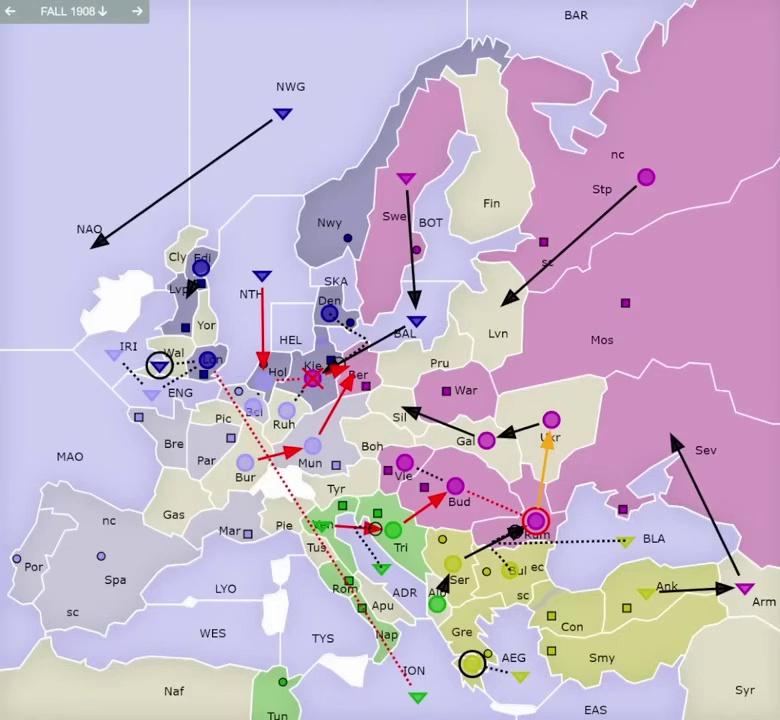 ← FALL 1908↓ →
BAR
NWG
nc
Stp
NAO
Fin
Swe
BOT
Nwy
Cly Edi
sc
SKA
NTH
Lvp
Den
Mos
Yor
HEL
BAL
Lvn
IRI
Wal
Lon
Hol
Kie
Ber
Pru
War
ENG
Bel
Pic
Ruh
Sil
Ukr
Gal
Bre
Mun
Boh
Sev
MAO
Par
Bur
Vie
Tyr
Bud
nc
Gas
Mar
Pie
Ven
Rum
Tri
BLA
Por
Spa
Tus
Ser
Bul ec
LYO
Rom
ADR
Alb
sc
Ank
Arm
sc
Apu
Con
WES
Nap
Gre
TYS
AEG
Smy
ION
Naf
Syr
Tun
EAS